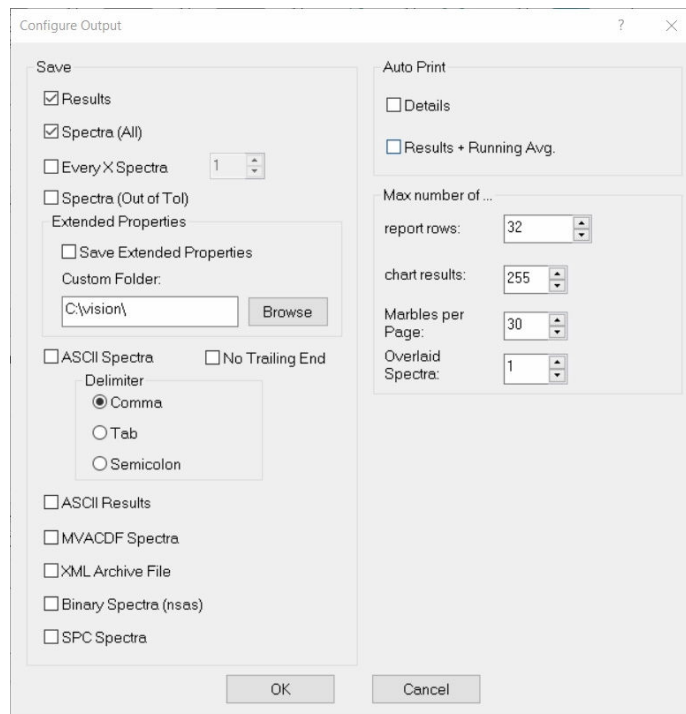 Configure Output
?
Save
Results
Spectra (All)
Every X Spectra
1
Spectra (Out of Tol)
Extended Properties
Save Extended Properties
Custom Folder:
C:\vision\
Browse
ASCII Spectra
No Trailing End
Delimiter
Comma
Tab
Semicolon
ASCII Results
MVACDF Spectra
XML Archive File
Binary Spectra (nsas)
SPC Spectra
Auto Print
Details
Results + Running Avg.
Max number of ...
report rows:
32
chart results:
255
Marbles per
Page:
30
Overlaid
Spectra:
1
OK
Cancel